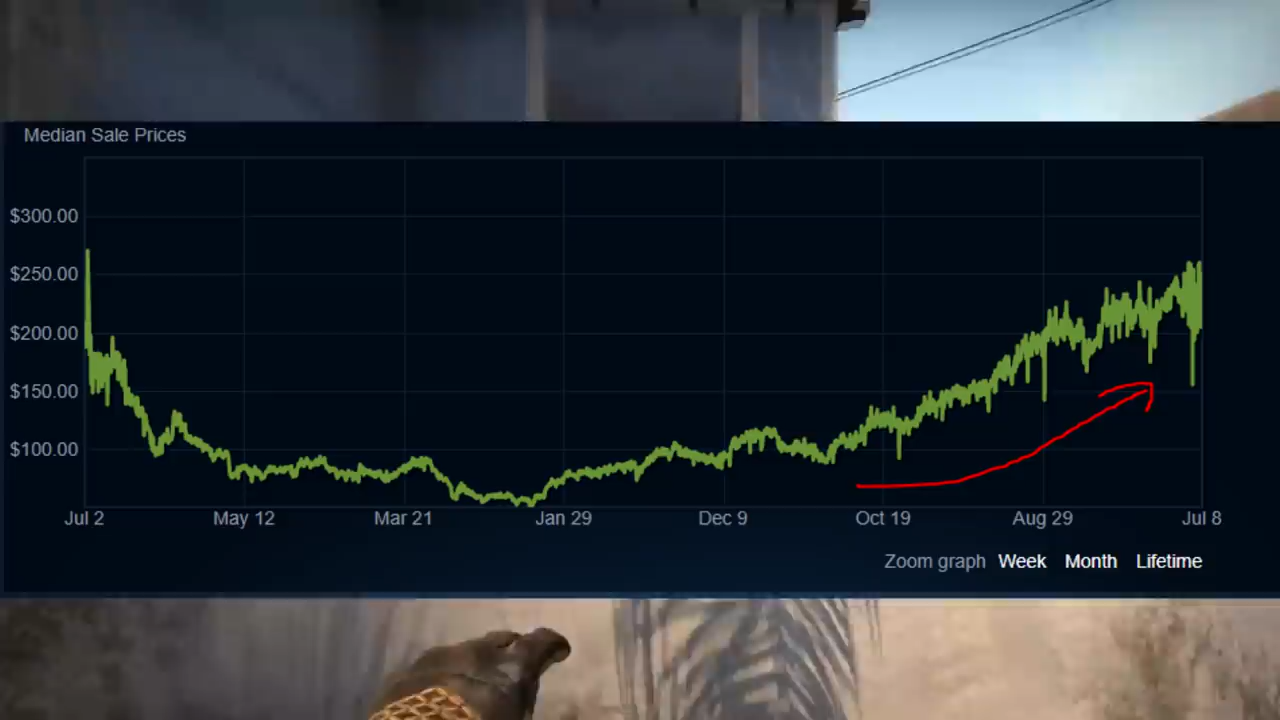 Median Sale Prices
$300.00
$250.00
$200.00
$150.00
$100.00
Jul 2 May 12 Mar 21 Jan 29 Dec 9 Oct 19 Aug 29 Jul 8
Zoom graph Week Month Lifetime